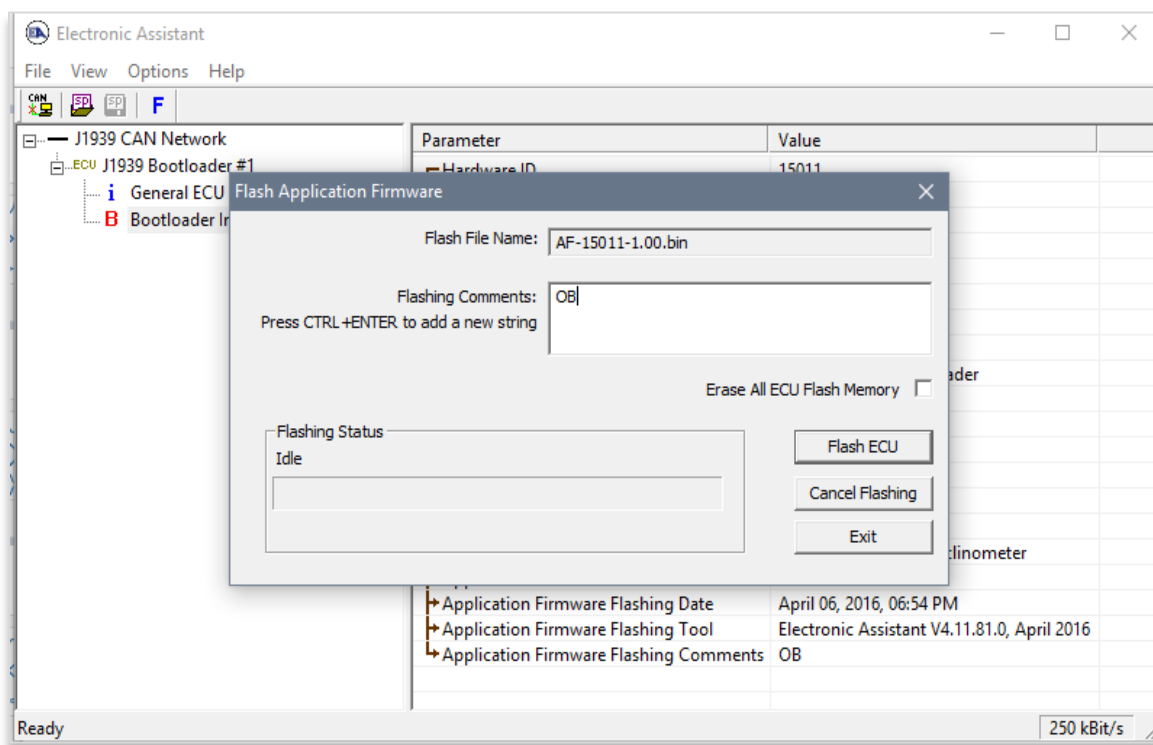 Electronic Assistant
File View Options Help
CAN SP SP F
J1939 CAN Network
ECU J1939 Bootloader #1
i General ECU
B Bootloader
Parameter Value
Hardware ID 15011
Flash Application Firmware
Flash File Name: AF-15011-1.00.bin
Flashing Comments: OB
Press CTRL+ENTER to add a new string
Erase All ECU Flash Memory
Flashing Status
Idle
Flash ECU
Cancel Flashing
Exit
ader
clinometer
Application Firmware Flashing Date April 06, 2016, 06:54 PM
Application Firmware Flashing Tool Electronic Assistant V4.11.81.0, April 2016
Application Firmware Flashing Comments OB
Ready 250 kBit/s